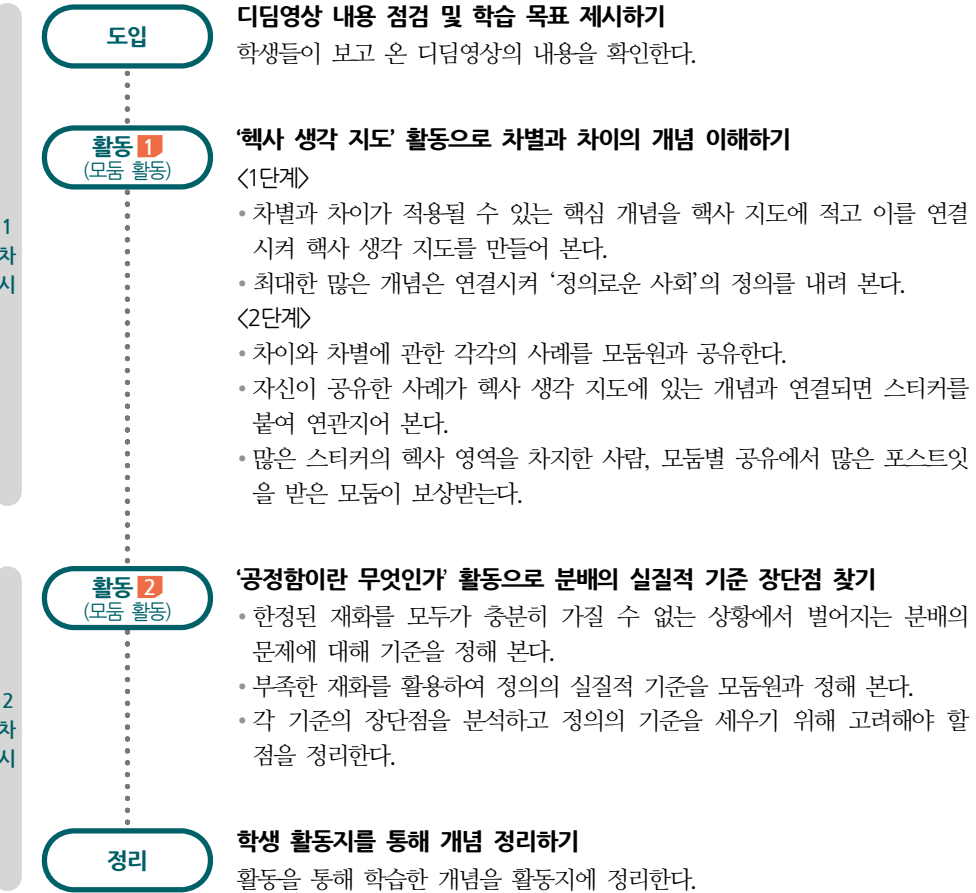 도입
디딤영상 내용 점검 및 학습 목표 제시하기
학생들이 보고 온 디딤영상의 내용을 확인한다.
1
차
시
활동 1
(모둠 활동)
‘헥사 생각 지도’ 활동으로 차별과 차이의 개념 이해하기
<1단계>
• 차별과 차이가 적용될 수 있는 핵심 개념을 핵사 지도에 적고 이를 연결
시켜 헥사 생각 지도를 만들어 본다.
• 최대한 많은 개념은 연결시켜 ‘정의로운 사회’의 정의를 내려 본다.
<2단계>
• 차이와 차별에 관한 각각의 사례를 모둠원과 공유한다.
• 자신이 공유한 사례가 헥사 생각 지도에 있는 개념과 연결되면 스티커를
붙여 연관지어 본다.
• 많은 스티커의 헥사 영역을 차지한 사람, 모둠별 공유에서 많은 포스트잇
을 받은 모둠이 보상받는다.
2
차
시
활동 2
(모둠 활동)
‘공정함이란 무엇인가’ 활동으로 분배의 실질적 기준 장단점 찾기
• 한정된 재화를 모두가 충분히 가질 수 없는 상황에서 벌어지는 분배의
문제에 대해 기준을 정해 본다.
• 부족한 재화를 활용하여 정의의 실질적 기준을 모둠원과 정해 본다.
• 각 기준의 장단점을 분석하고 정의의 기준을 세우기 위해 고려해야 할
점을 정리한다.
정리
학생 활동지를 통해 개념 정리하기
활동을 통해 학습한 개념을 활동지에 정리한다.